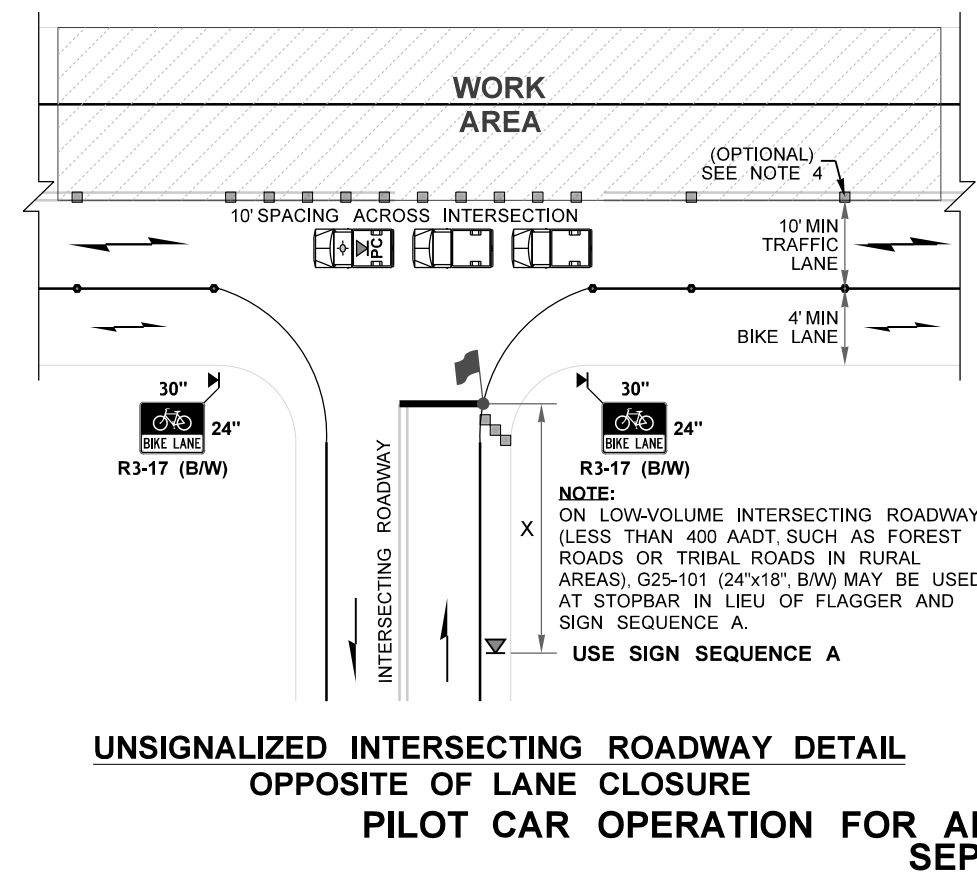 WORK
AREA
(OPTIONAL)
SEE NOTE 4
10' SPACING ACROSS INTERSECTION
PC
10' MIN
TRAFFIC
LANE
4' MIN
BIKE LANE
30"
24"
BIKE LANE
R3-17 (B/W)
30"
24"
BIKE LANE
R3-17 (B/W)
INTERSECTING ROADWAY
X
NOTE:
ON LOW-VOLUME INTERSECTING ROADWAY
(LESS THAN 400 AADT, SUCH AS FOREST
ROADS OR TRIBAL ROADS IN RURAL
AREAS), G25-101 (24"x18", B/W) MAY BE USED
AT STOPBAR IN LIEU OF FLAGGER AND
SIGN SEQUENCE A.
USE SIGN SEQUENCE A
UNSIGNALIZED INTERSECTING ROADWAY DETAIL
OPPOSITE OF LANE CLOSURE
PILOT CAR OPERATION FOR
SEP